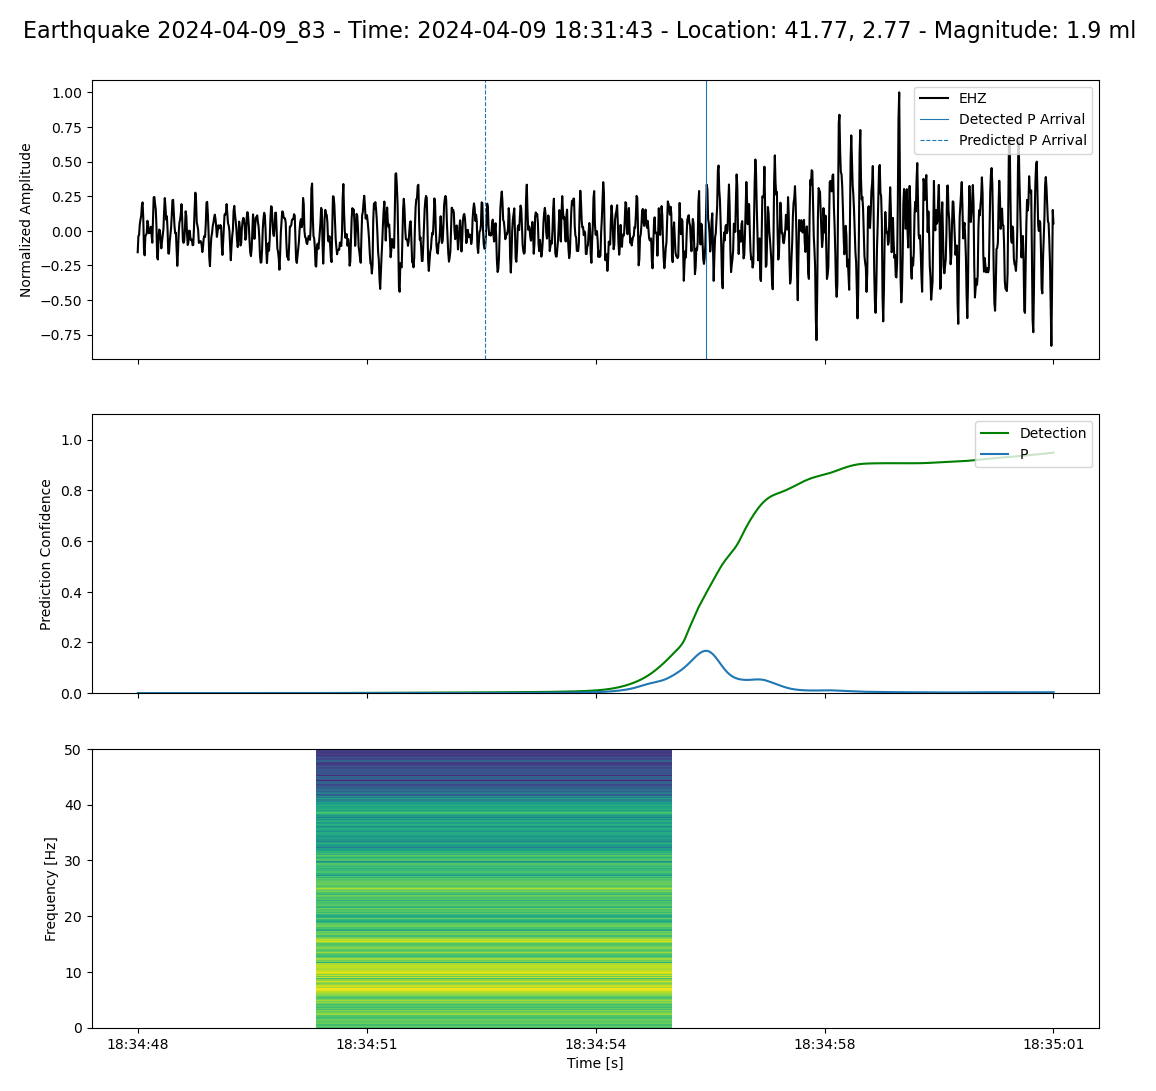 Earthquake 2024-04-09_83 - Time: 2024-04-09 18:31:43 - Location: 41.77, 2.77 - Magnitude: 1.9 ml
1.00
0.75
0.50
0.25
0.00
−0.25
−0.50
−0.75
Normalized Amplitude
EHZ
Detected P Arrival
Predicted P Arrival
1.0
0.8
0.6
0.4
0.2
0.0
Prediction Confidence
Detection
P
50
40
30
20
10
0
Frequency [Hz]
18:34:48 18:34:51 18:34:54 18:34:58 18:35:01
Time [s]